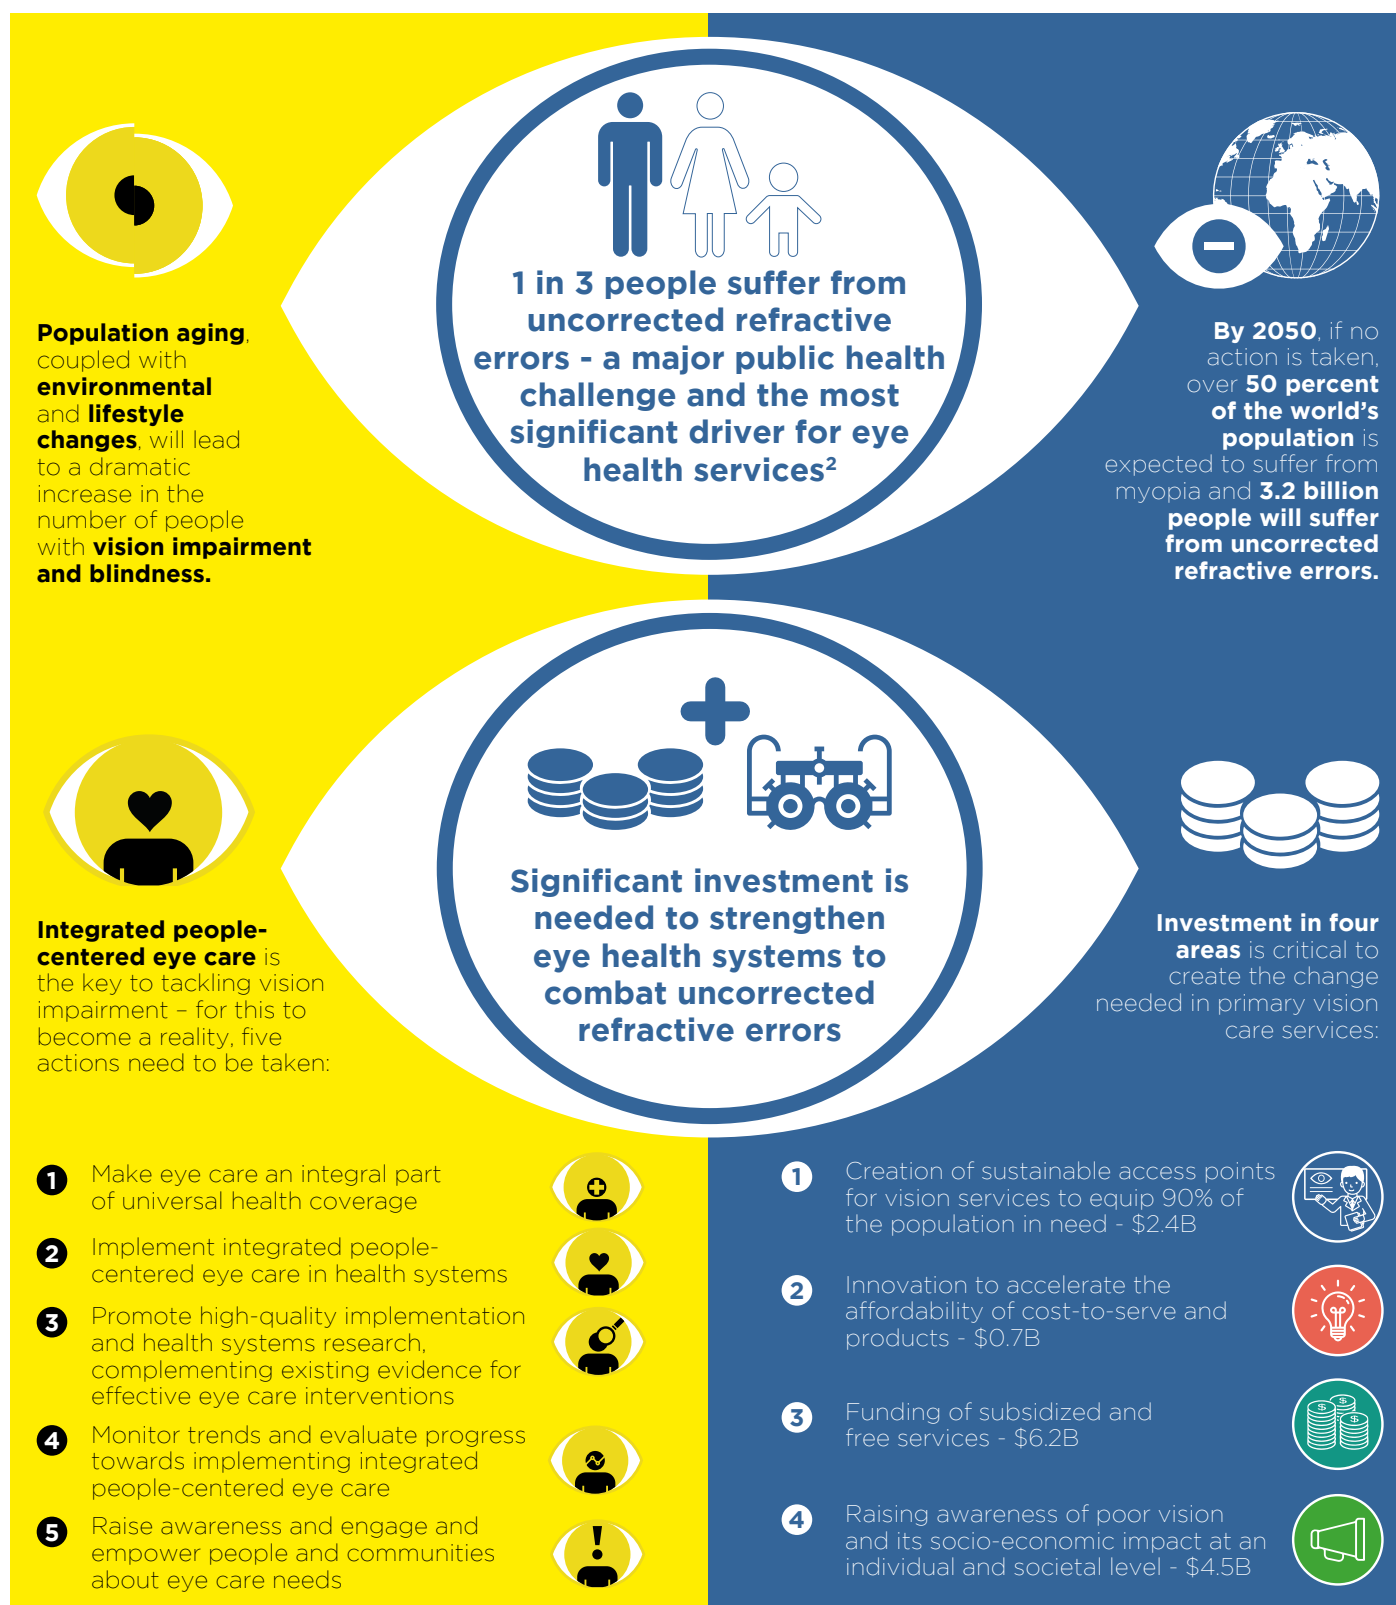 1 in 3 people suffer from
uncorrected refractive
errors - a major public health
challenge and the most
significant driver for eye
health services²
Population aging,
coupled with
environmental
and lifestyle
changes, will lead
to a dramatic
increase in the
number of people
with vision impairment
and blindness.
By 2050, if no
action is taken,
over 50 percent
of the world's
population is
expected to suffer from
myopia and 3.2 billion
people will suffer
from uncorrected
refractive errors.
Significant investment is
needed to strengthen
eye health systems to
combat uncorrected
refractive errors
Integrated people-
centered eye care is
the key to tackling vision
impairment – for this to
become a reality, five
actions need to be taken:
1 Make eye care an integral part
of universal health coverage
2 Implement integrated people-
centered eye care in health systems
3 Promote high-quality implementation
and health systems research,
complementing existing evidence for
effective eye care interventions
4 Monitor trends and evaluate progress
towards implementing integrated
people-centered eye care
5 Raise awareness and engage and
empower people and communities
about eye care needs
Investment in four
areas is critical to
create the change
needed in primary vision
care services:
1 Creation of sustainable access points
for vision services to equip 90% of
the population in need - $2.4B
2 Innovation to accelerate the
affordability of cost-to-serve and
products - $0.7B
3 Funding of subsidized and
free services - $6.2B
$
$
$
4 Raising awareness of poor vision
and its socio-economic impact at an
individual and societal level - $4.5B